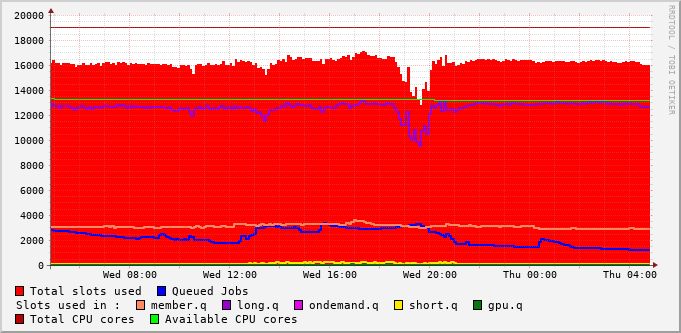 RRDTOOL / TOBI OETIKER
20000
18000
16000
14000
12000
10000
8000
6000
4000
2000
0
Wed 08:00 Wed 12:00 Wed 16:00 Wed 20:00 Thu 00:00 Thu 04:00
Total slots used Queued Jobs
Slots used in : member.q long.q ondemand.q short.q gpu.q
Total CPU cores Available CPU cores